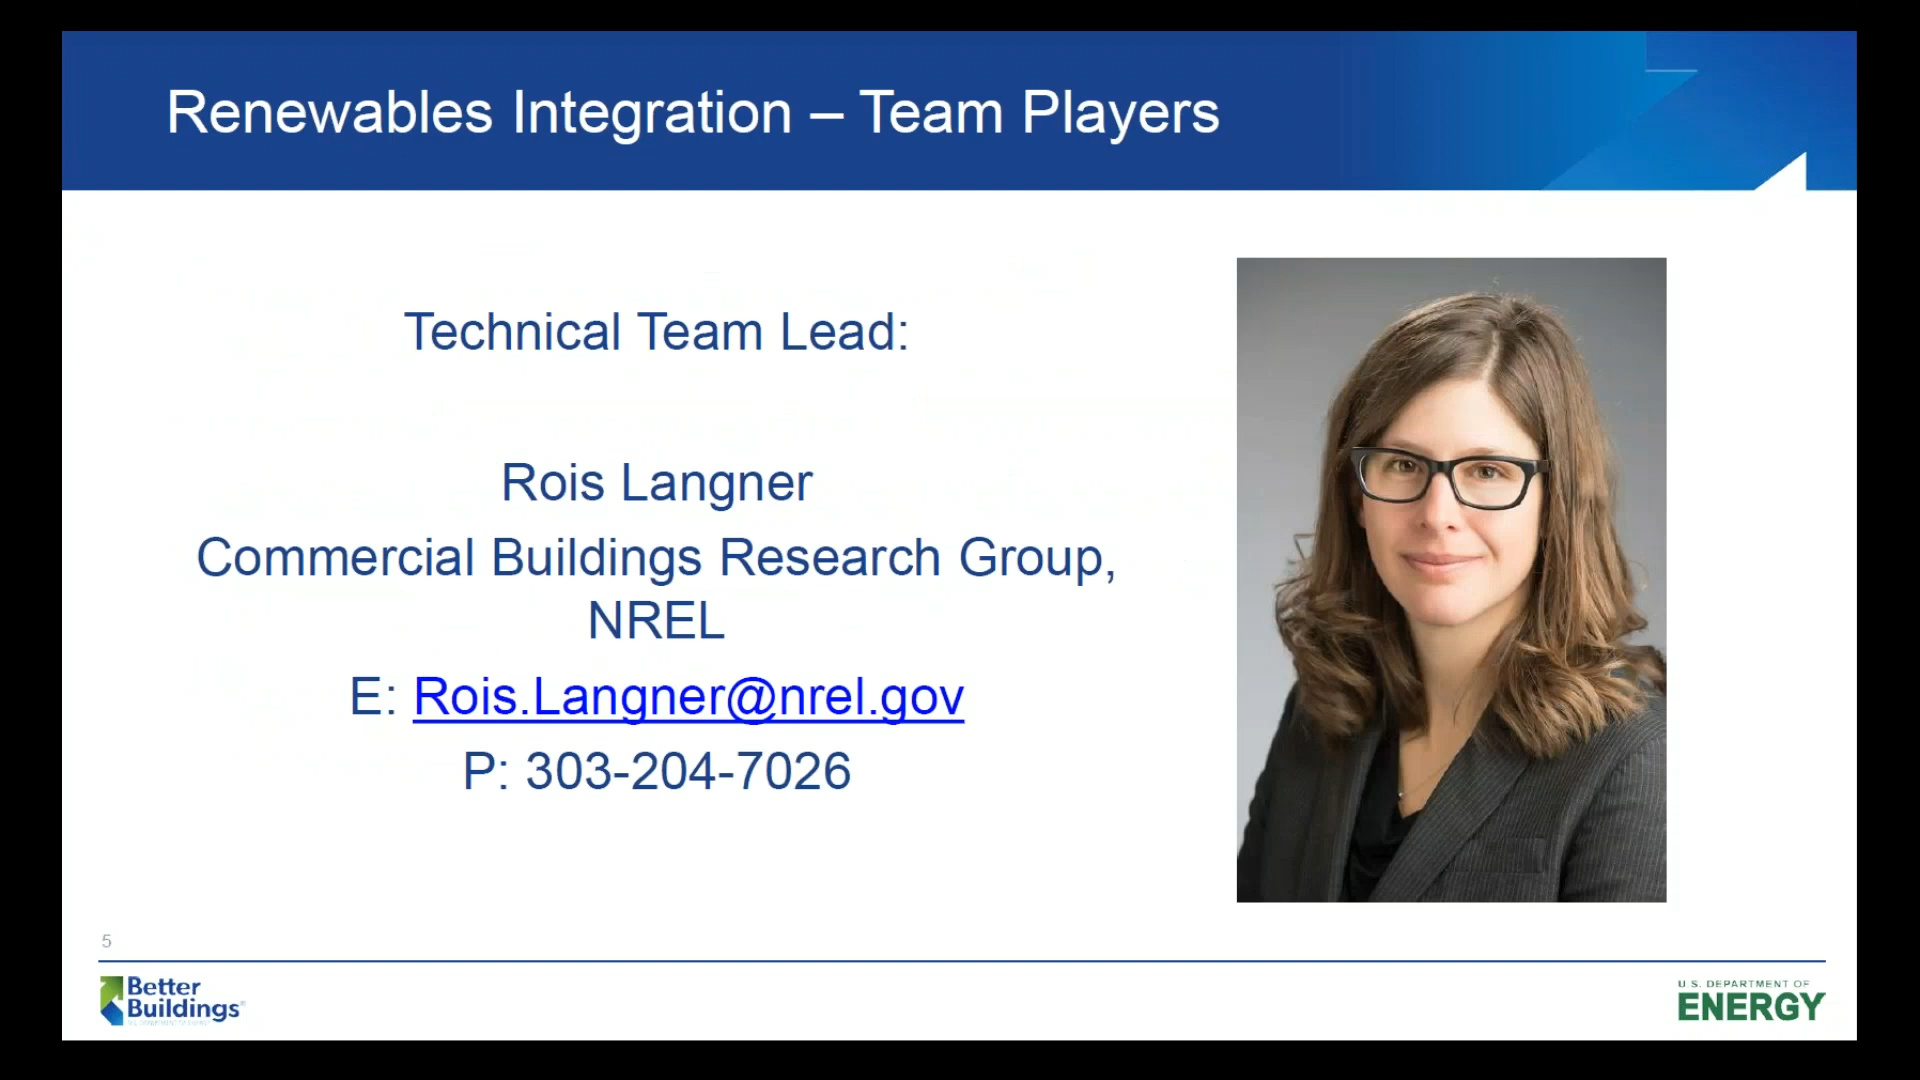 Renewables Integration – Team Players
Technical Team Lead:
Rois Langner
Commercial Buildings Research Group,
NREL
E: Rois.Langner@nrel.gov
P: 303-204-7026
5
Better
Buildings®
U.S. DEPARTMENT OF
ENERGY